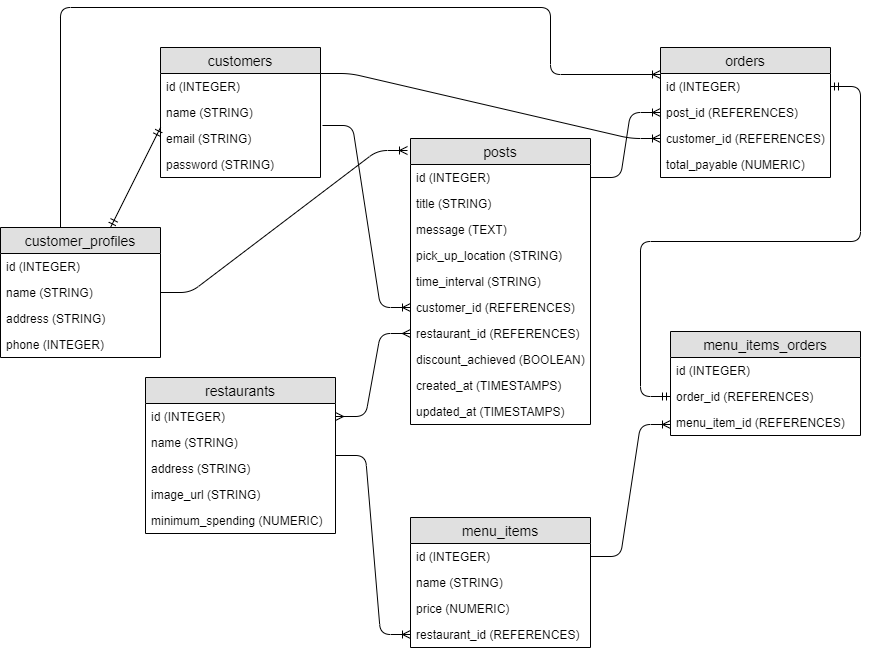 customers
id (INTEGER)
name (STRING)
email (STRING)
password (STRING)
orders
id (INTEGER)
post_id (REFERENCES)
customer_id (REFERENCES)
total_payable (NUMERIC)
posts
id (INTEGER)
title (STRING)
message (TEXT)
pick_up_location (STRING)
time_interval (STRING)
customer_id (REFERENCES)
restaurant_id (REFERENCES)
discount_achieved (BOOLEAN)
created_at (TIMESTAMPS)
updated_at (TIMESTAMPS)
customer_profiles
id (INTEGER)
name (STRING)
address (STRING)
phone (INTEGER)
menu_items_orders
id (INTEGER)
order_id (REFERENCES)
menu_item_id (REFERENCES)
restaurants
id (INTEGER)
name (STRING)
address (STRING)
image_url (STRING)
minimum_spending (NUMERIC)
menu_items
id (INTEGER)
name (STRING)
price (NUMERIC)
restaurant_id (REFERENCES)